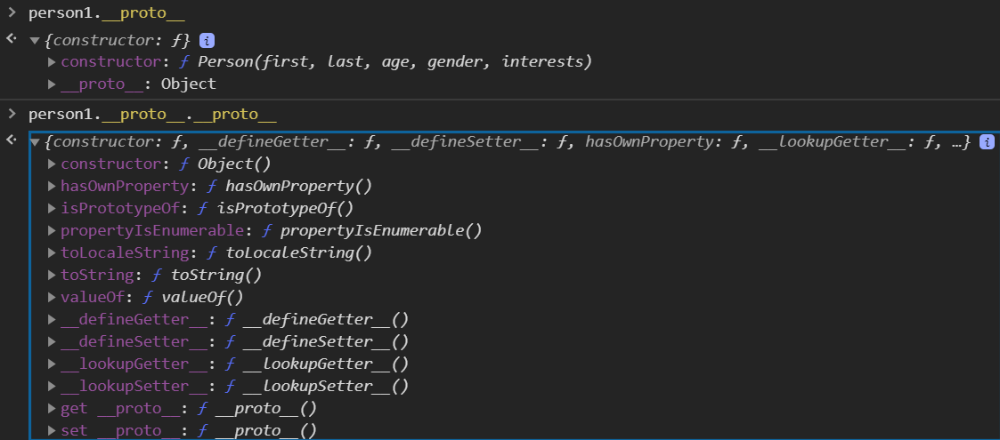 > person1.__proto__
<· ▼{constructor: ƒ} i
▶constructor: ƒ Person(first, last, age, gender, interests)
▶__proto__: Object
> person1.__proto__.__proto__
<· ▼{constructor: ƒ, __defineGetter__: ƒ, __defineSetter__: ƒ, hasOwnProperty: ƒ, __lookupGetter__: ƒ, …} i
▶constructor: ƒ Object()
▶hasOwnProperty: ƒ hasOwnProperty()
▶isPrototypeOf: ƒ isPrototypeOf()
▶propertyIsEnumerable: ƒ propertyIsEnumerable()
▶toLocaleString: ƒ toLocaleString()
▶toString: ƒ toString()
▶valueOf: ƒ valueOf()
▶__defineGetter__: ƒ __defineGetter__()
▶__defineSetter__: ƒ __defineSetter__()
▶__lookupGetter__: ƒ __lookupGetter__()
▶__lookupSetter__: ƒ __lookupSetter__()
▶get __proto__: ƒ __proto__()
▶set __proto__: ƒ __proto__()